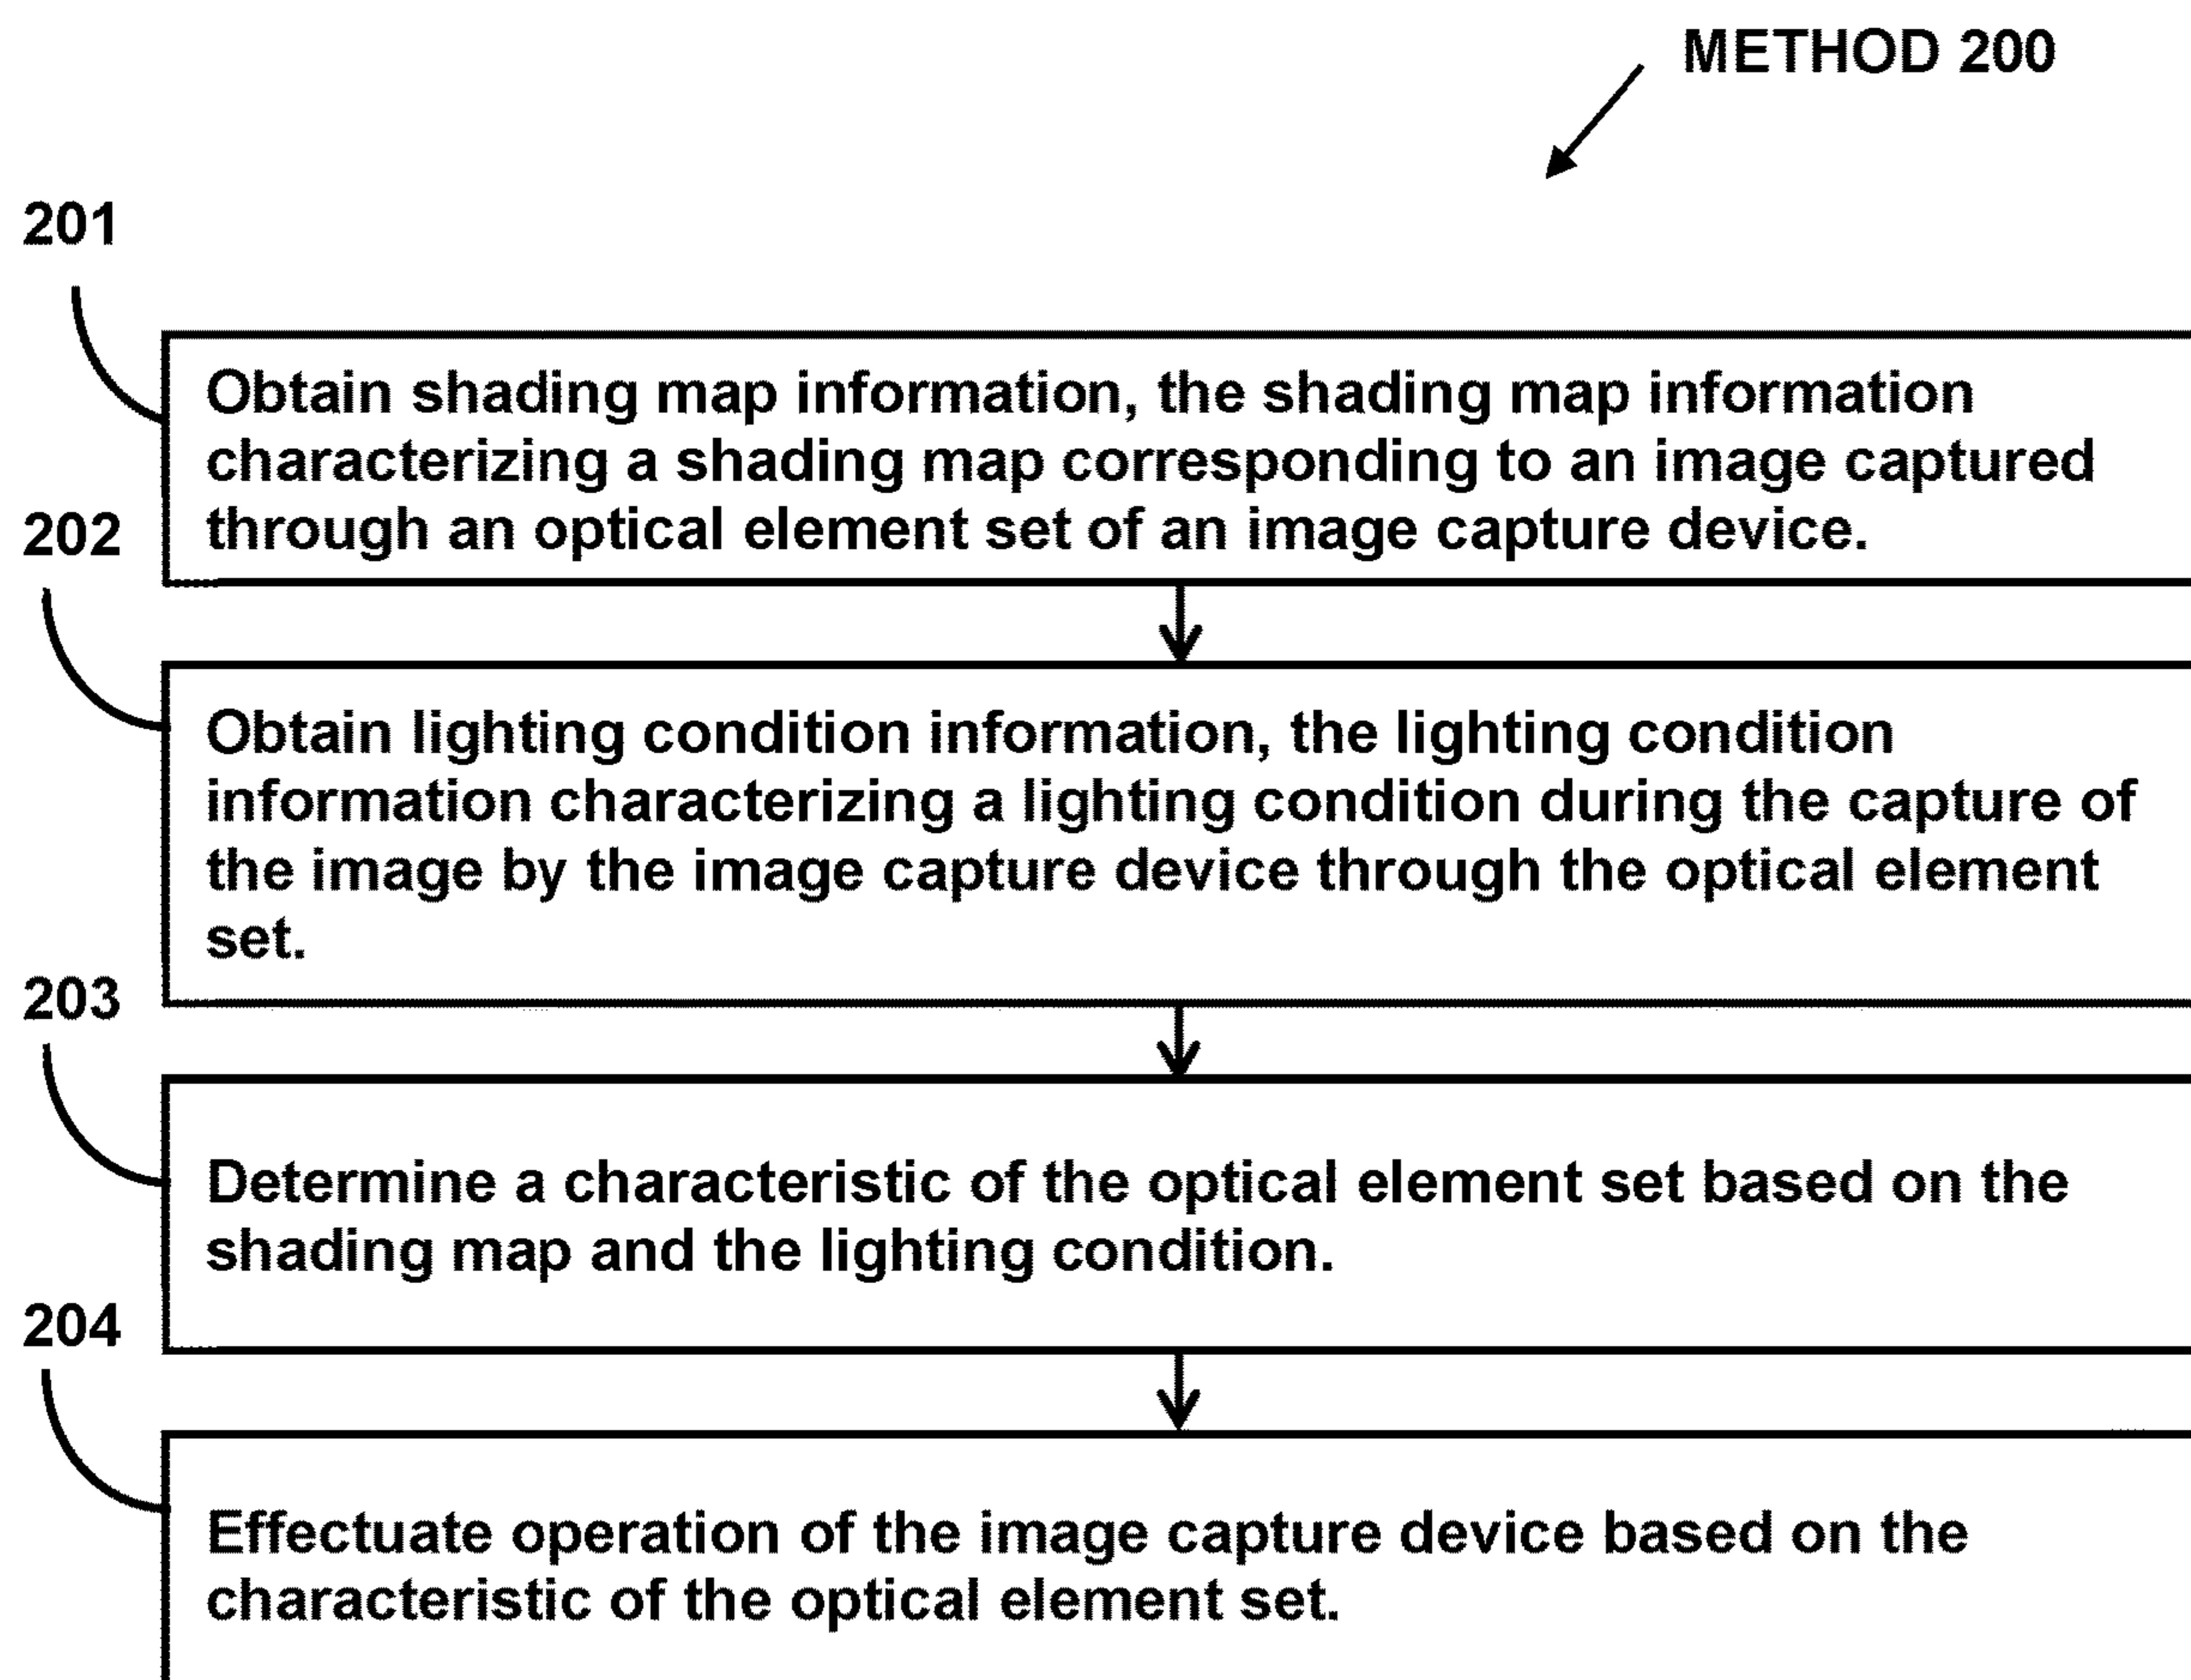 METHOD 200
201
Obtain shading map information, the shading map information
characterizing a shading map corresponding to an image captured
through an optical element set of an image capture device.
202
Obtain lighting condition information, the lighting condition
information characterizing a lighting condition during the capture of
the image by the image capture device through the optical element
set.
203
Determine a characteristic of the optical element set based on the
shading map and the lighting condition.
204
Effectuate operation of the image capture device based on the
characteristic of the optical element set.